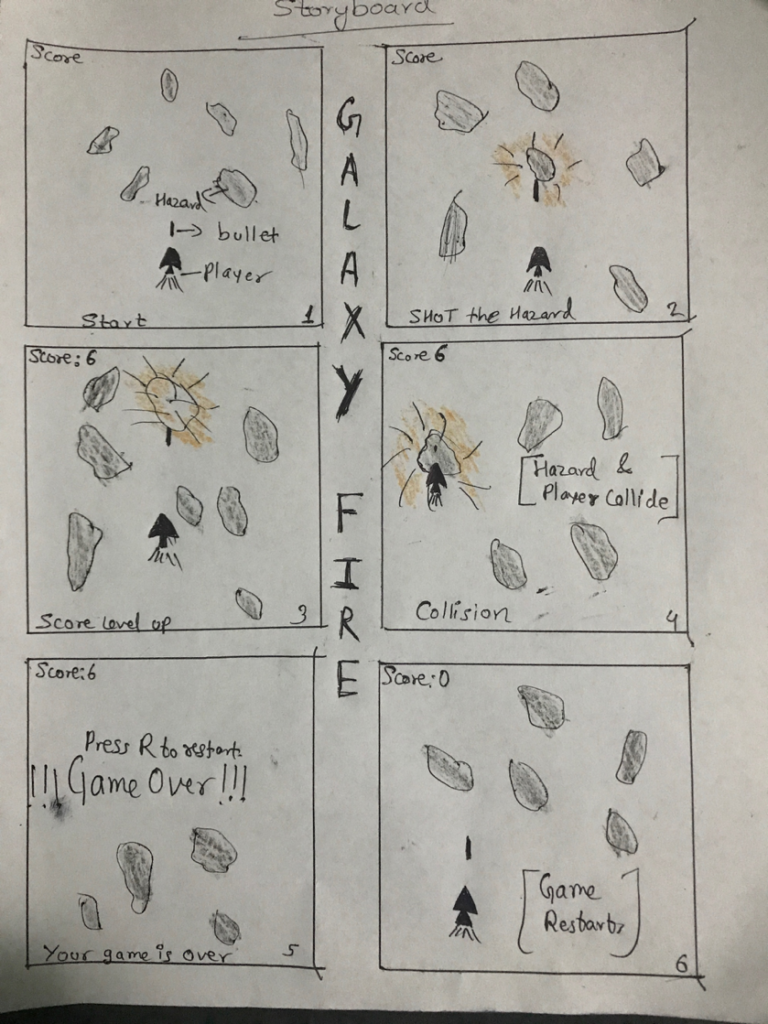 Storyboard
GALAXY FIRE
Score
Hazard
bullet
Player
Start
1
Score
SHOT the Hazard
2
Score: 6
Score level up
3
Score 6
[Hazard &
Player Collide]
Collision
4
Score: 6
Press R to restart.
!!! Game Over !!!
Your game is over
5
Score: 0
[Game
Restarts]
6